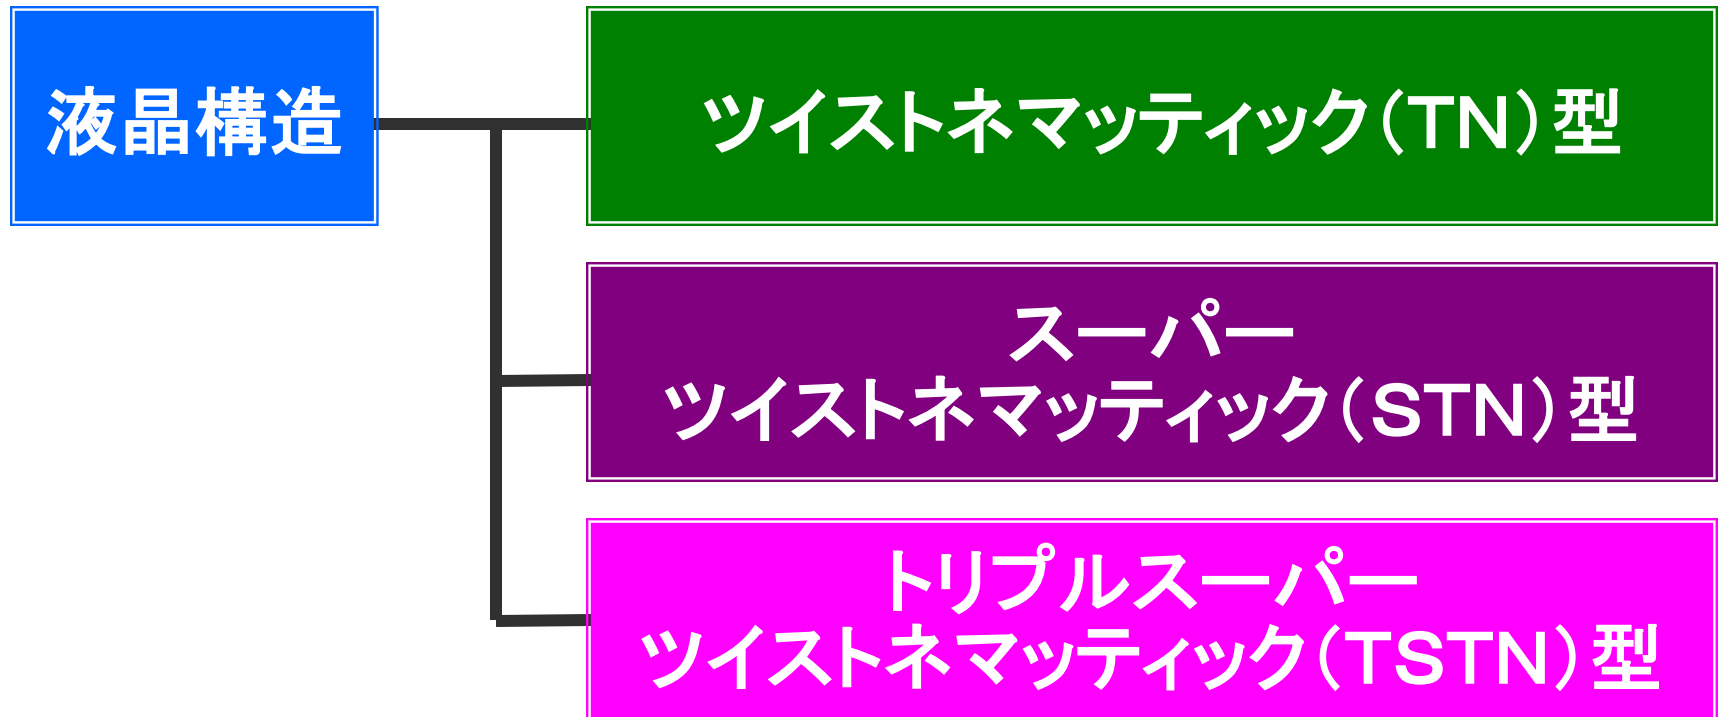 液晶構造
ツイストネマッティック（TN）型
スーパー
ツイストネマッティック（STN）型
トリプルスーパー
ツイストネマッティック（TSTN）型